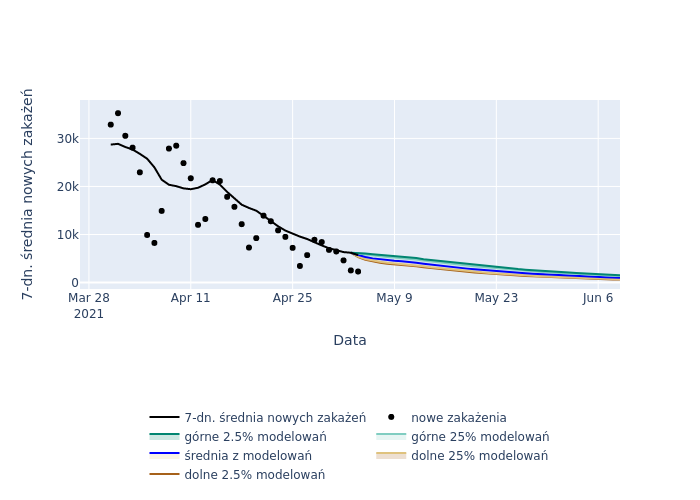 7-dn. średnia nowych zakażeń
30k
20k
10k
0
Mar 28
2021
Apr 11
Apr 25
May 9
May 23
Jun 6
Data
7-dn. średnia nowych zakażeń
nowe zakażenia
górne 2.5% modelowań
górne 25% modelowań
średnia z modelowań
dolne 25% modelowań
dolne 2.5% modelowań